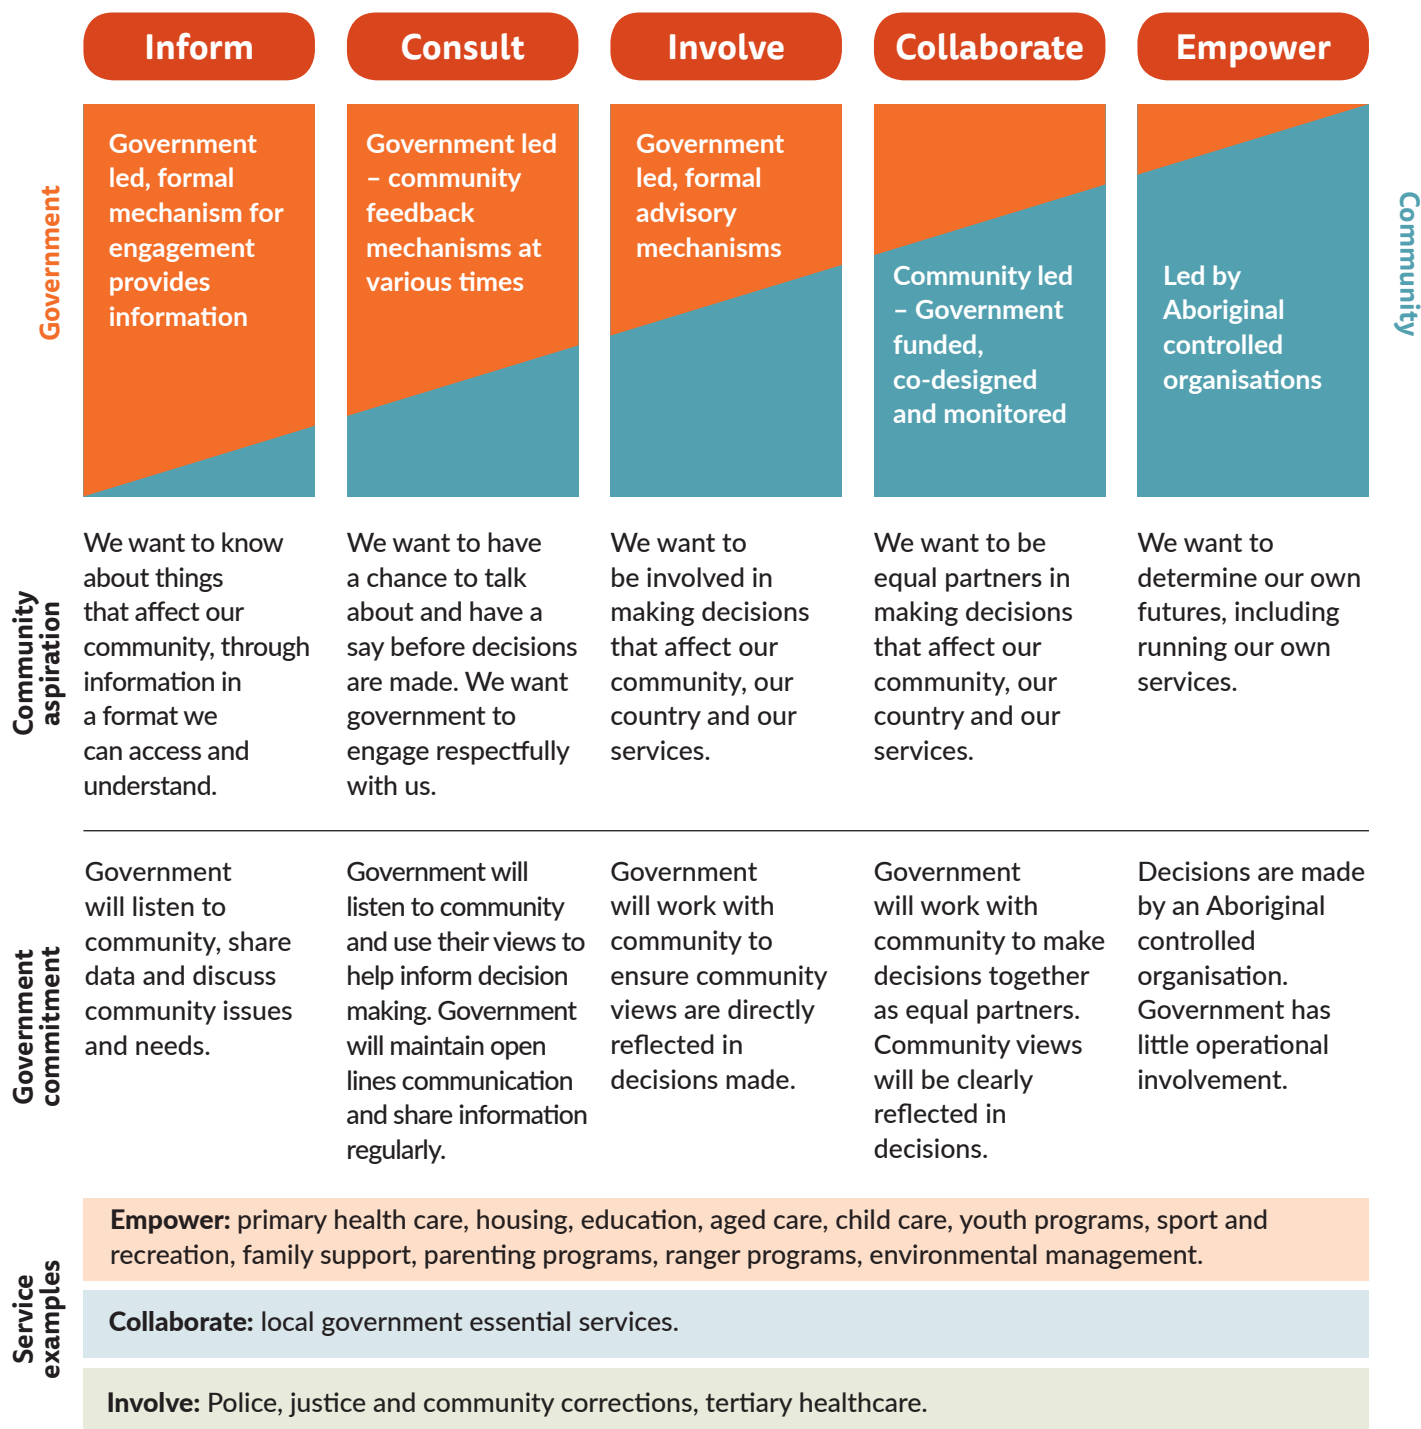 Inform
Consult
Involve
Collaborate
Empower
Government
Government
led, formal
mechanism for
engagement
provides
information
Government led
– community
feedback
mechanisms at
various times
Government
led, formal
advisory
mechanisms
Community led
– Government
funded,
co-designed
and monitored
Led by
Aboriginal
controlled
organisations
Community
Community
aspiration
We want to know
about things
that affect our
community, through
information in
a format we
can access and
understand.
We want to have
a chance to talk
about and have a
say before decisions
are made. We want
government to
engage respectfully
with us.
We want to
be involved in
making decisions
that affect our
community, our
country and our
services.
We want to be
equal partners in
making decisions
that affect our
community, our
country and our
services.
We want to
determine our own
futures, including
running our own
services.
Government
commitment
Government
will listen to
community, share
data and discuss
community issues
and needs.
Government will
listen to community
and use their views to
help inform decision
making. Government
will maintain open
lines communication
and share information
regularly.
Government
will work with
community to
ensure community
views are directly
reflected in
decisions made.
Government
will work with
community to make
decisions together
as equal partners.
Community views
will be clearly
reflected in
decisions.
Decisions are made
by an Aboriginal
controlled
organisation.
Government has
little operational
involvement.
Service
examples
Empower: primary health care, housing, education, aged care, child care, youth programs, sport and
recreation, family support, parenting programs, ranger programs, environmental management.
Collaborate: local government essential services.
Involve: Police, justice and community corrections, tertiary healthcare.